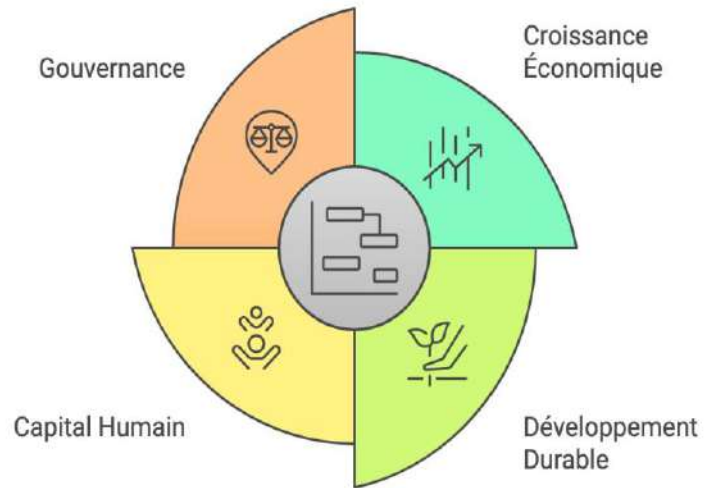 Gouvernance
Croissance
Économique
Capital Humain
Développement
Durable